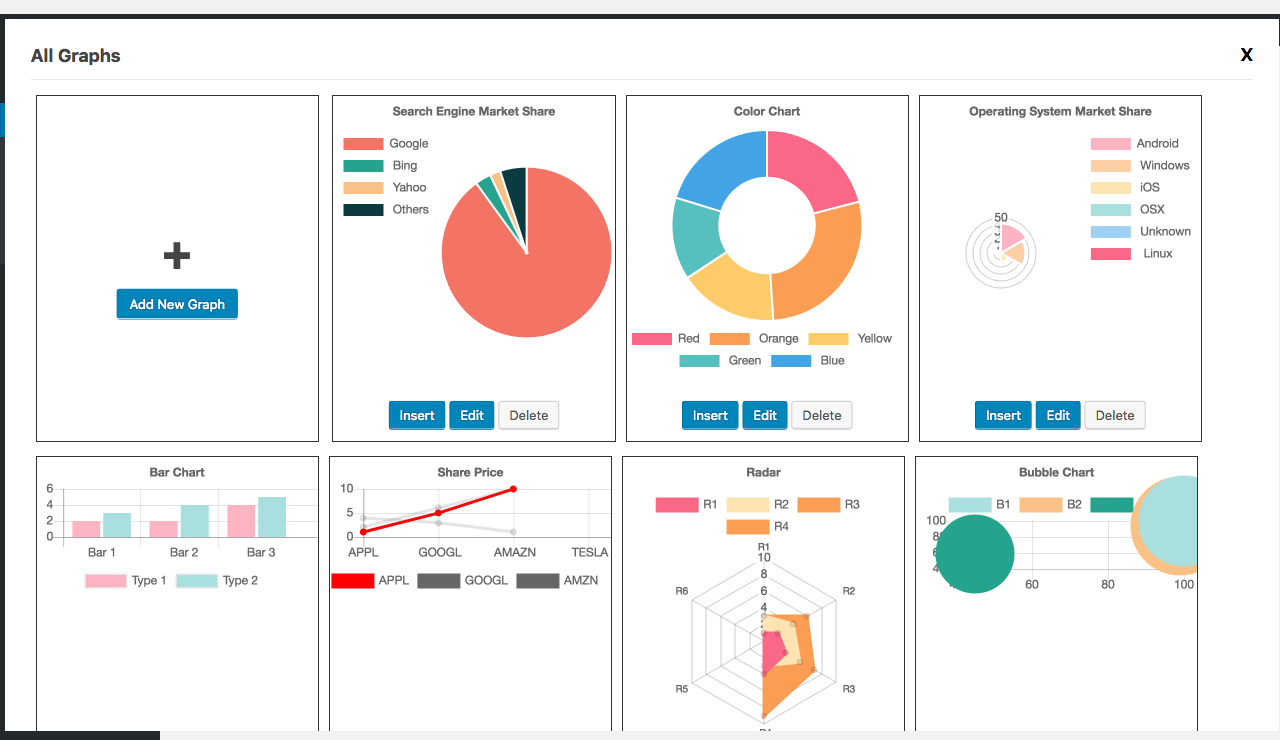 All Graphs
X
Add New Graph
Search Engine Market Share
Google
Bing
Yahoo
Others
Insert Edit Delete
Color Chart
Red Orange Yellow
Green Blue
Insert Edit Delete
Operating System Market Share
Android
Windows
iOS
OSX
Unknown
Linux
50
Insert Edit Delete
Bar Chart
6
4
2
0
Bar 1 Bar 2 Bar 3
Type 1 Type 2
Share Price
10
5
0
APPL GOOGL AMAZN TESLA
APPL GOOGL AMZN
Radar
R1 R2 R3
R4
R1
10
8
6
4
R2
R3
R5
R6
Bubble Chart
B1 B2
100
60 80 100